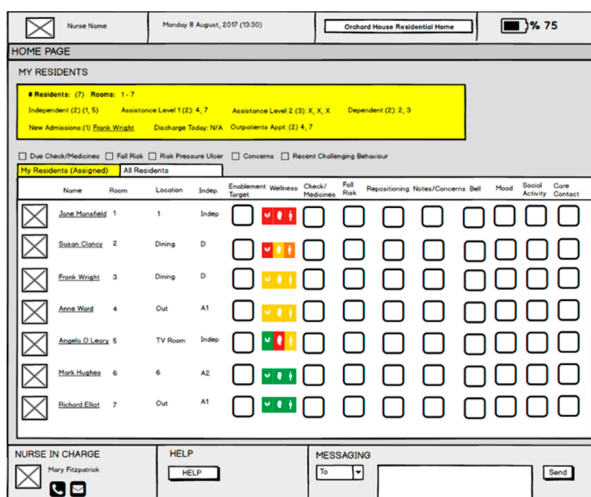 Nurse Name
Monday 8 August, 2017 (13:30)
Orchard House Residential Home
% 75
HOME PAGE
MY RESIDENTS
# Residents: (7) Rooms: 1 - 7
Independent (2) (1, 5) Assistance Level 1 (2): 4, 7 Assistance Level 2 (3): X, X, X Dependent (2): 2, 3
New Admissions:(1) Frank Wright Discharge Today: N/A Outpatients Appt: (2) 4, 7
Due Check/Medicines Fall Risk Risk Pressure Ulcer Concerns Recent Challenging Behaviour
My Residents (Assigned) All Residents
Name Room Location Indep. Enablement Target Wellness Check/ Medicines Fall Risk Repositioning Notes/Concerns Bell Mood Social Activity Care Contact
Jane Mansfield 1 1 Indep
Susan Clancy 2 Dining D
Frank Wright 3 Dining D
Anne Ward 4 Out A1
Angela O Leary 5 TV Room Indep
Mark Hughes 6 6 A2
Richard Elliot 7 Out A1
NURSE IN CHARGE
Mary Fitzpatrick
HELP
HELP
MESSAGING
To
Send